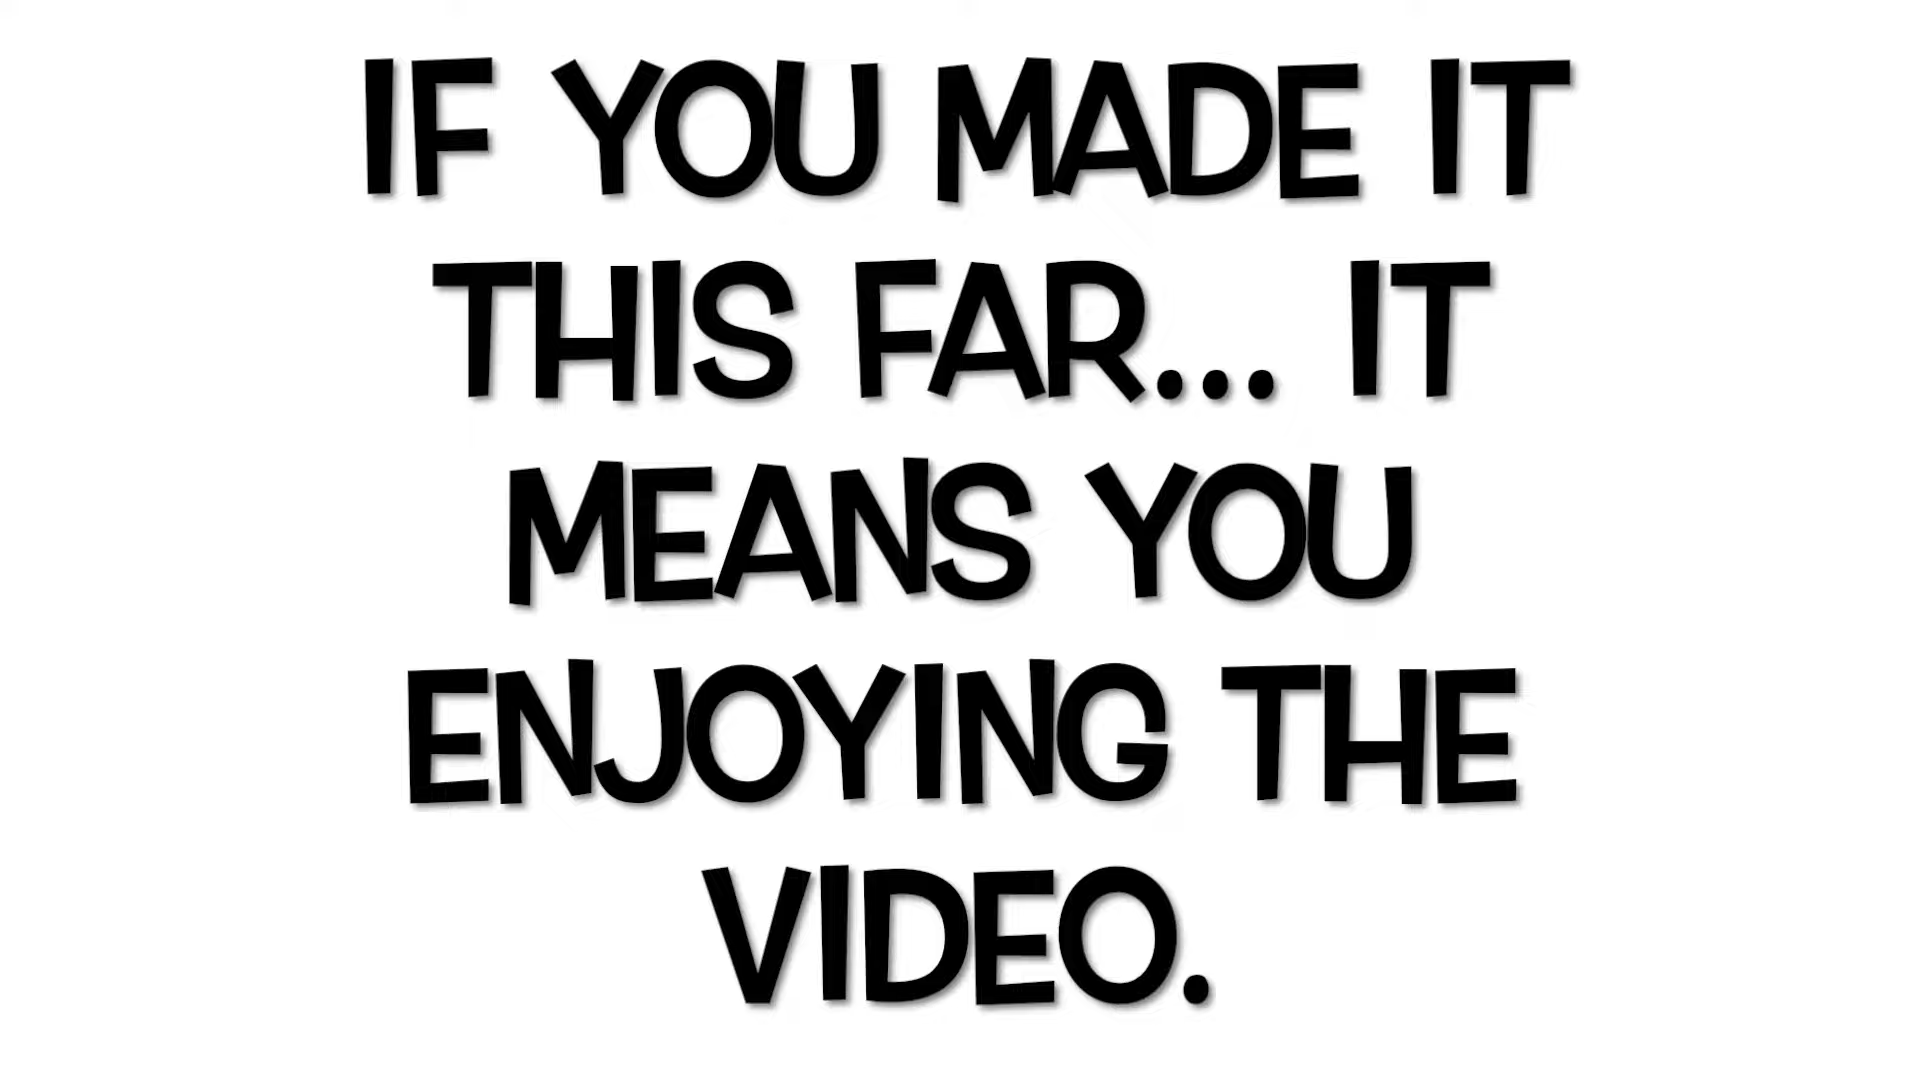 IF YOU MADE IT
THIS FAR... IT
MEANS YOU
ENJOYING THE
VIDEO.